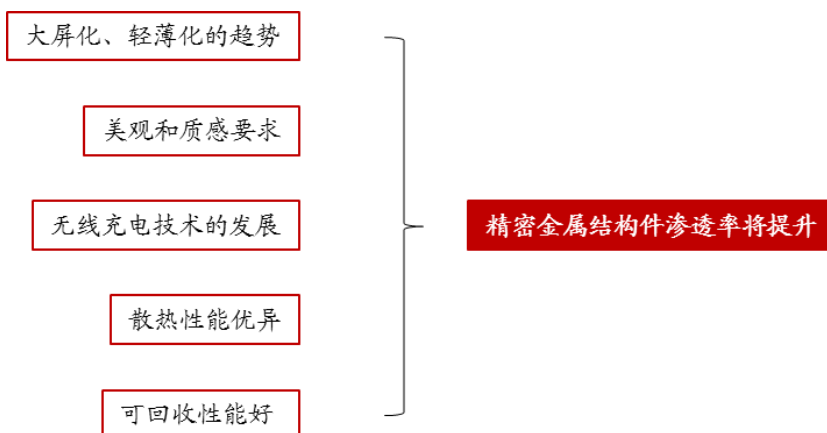 大屏化、轻薄化的趋势
美观和质感要求
无线充电技术的发展
精密金属结构件渗透率将提升
散热性能优异
可回收性能好